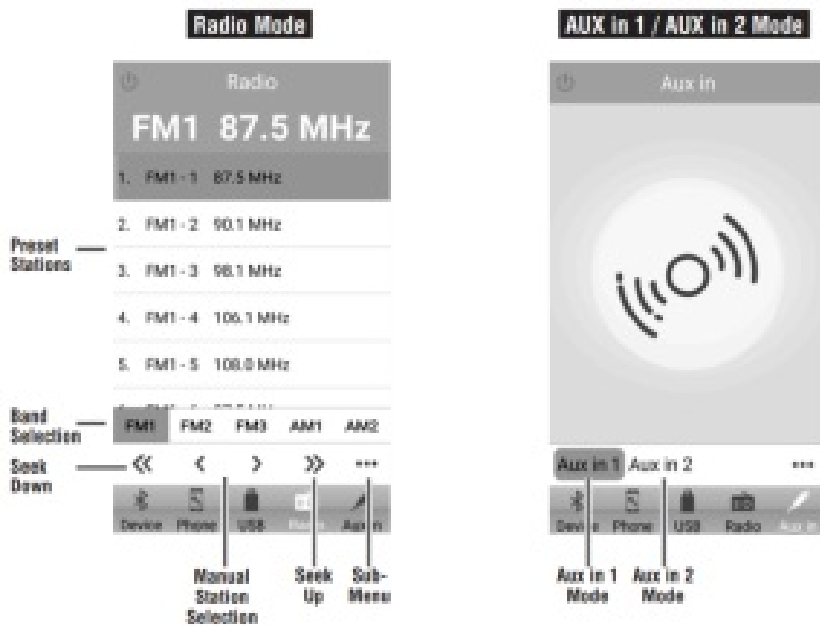 Radio Mode
Radio
FM1 87.5 MHz
1. FM1 - 1 87.5 MHz
2. FM1 - 2 90.1 MHz
3. FM1 - 3 98.1 MHz
4. FM1 - 4 106.1 MHz
5. FM1 - 5 108.0 MHz
FM1 FM2 FM3 AM1 AM2
Device Phone USB Radio Aux in
Preset
Stations
Band
Selection
Seek
Down
Manual
Station
Selection
Seek
Up
Sub-
Menu
AUX in 1 / AUX in 2 Mode
Aux in
Aux in 1 Aux in 2
Device Phone USB Radio Aux in
Aux in 1
Mode
Aux in 2
Mode